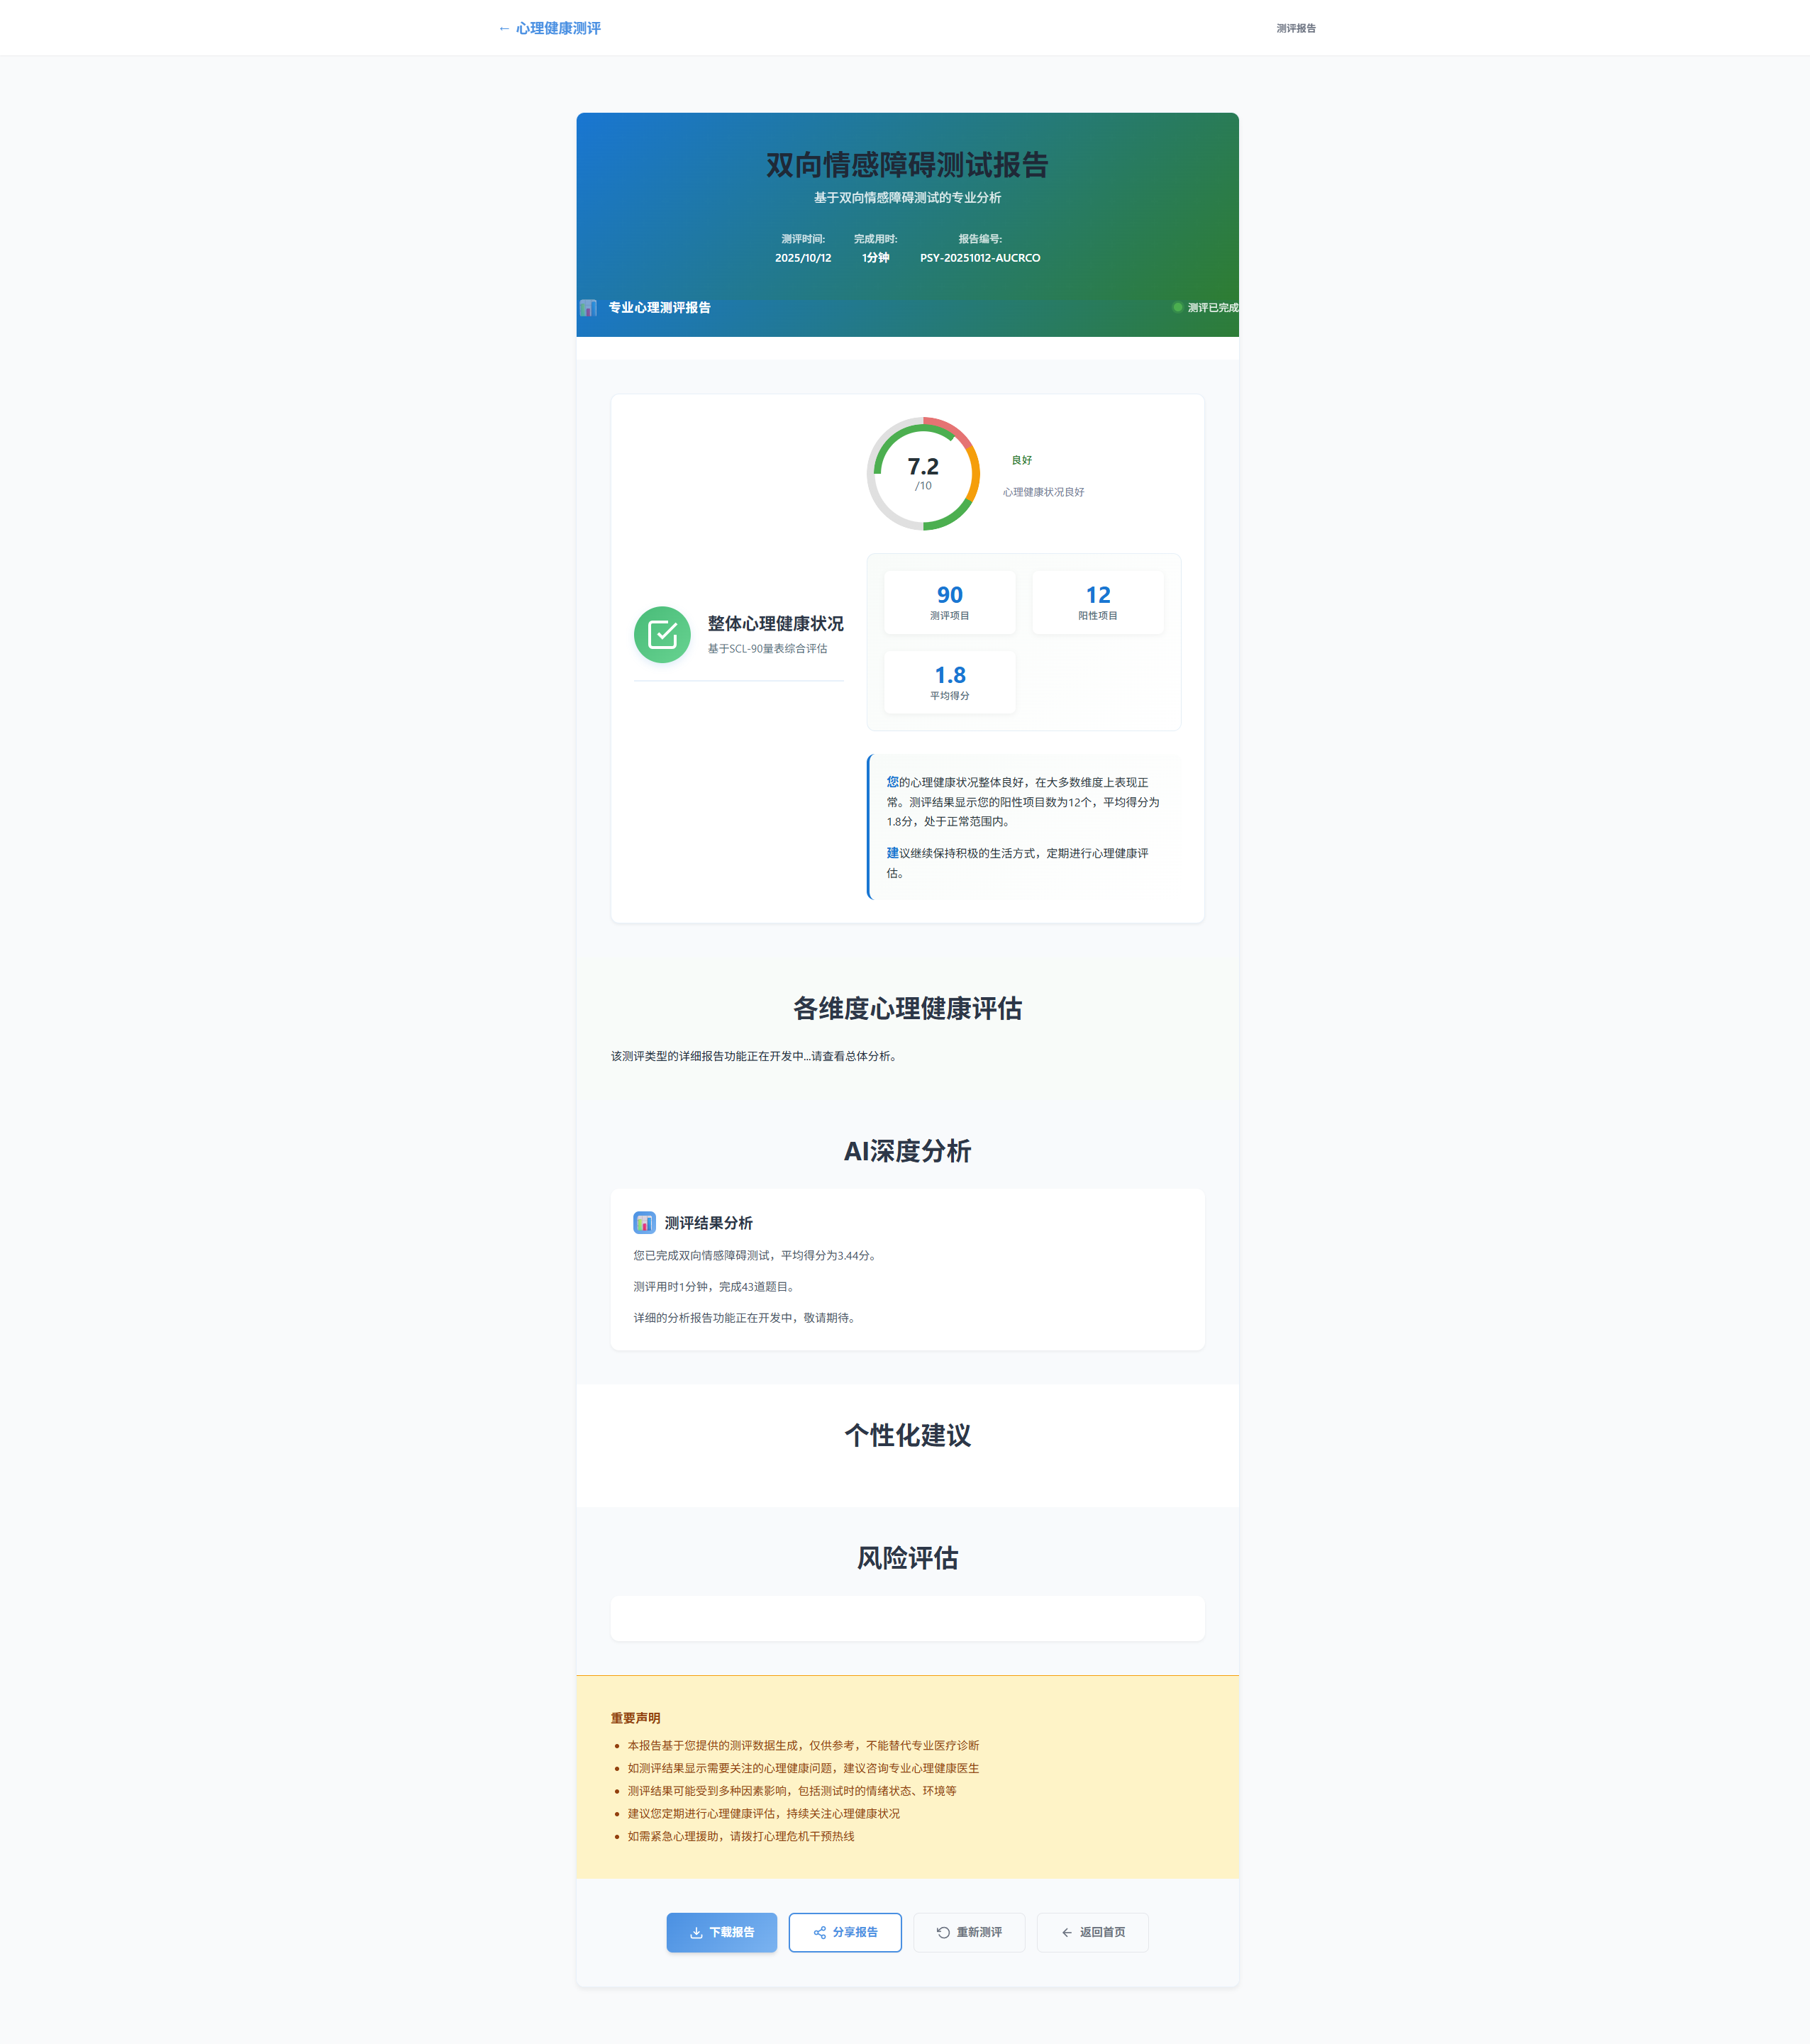 ← 心理健康测评
测评报告
双向情感障碍测试报告
基于双向情感障碍测试的专业分析
测评时间: 完成用时: 报告编号:
2025/10/12 1分钟 PSY-20251012-AUCRCO
专业心理测评报告
测评已完成
7.2
/10
良好
心理健康状况良好
90
测评项目
12
阳性项目
整体心理健康状况
基于SCL-90量表综合评估
1.8
平均得分
您的心理健康状况整体良好，在大多数维度上表现正
常。测评结果显示您的阳性项目数为12个，平均得分为
1.8分，处于正常范围内。
建议继续保持积极的生活方式，定期进行心理健康评
估。
各维度心理健康评估
该测评类型的详细报告功能正在开发中...请查看总体分析。
AI深度分析
测评结果分析
您已完成双向情感障碍测试，平均得分为3.44分。
测评用时1分钟，完成43道题目。
详细的分析报告功能正在开发中，敬请期待。
个性化建议
风险评估
重要声明
• 本报告基于您提供的测评数据生成，仅供参考，不能替代专业医疗诊断
• 如测评结果显示需要关注的心理健康问题，建议咨询专业心理健康医生
• 测评结果可能受到多种因素影响，包括测试时的情绪状态、环境等
• 建议您定期进行心理健康评估，持续关注心理健康状况
• 如需紧急心理援助，请拨打心理危机干预热线
下载报告
分享报告
重新测评
返回首页